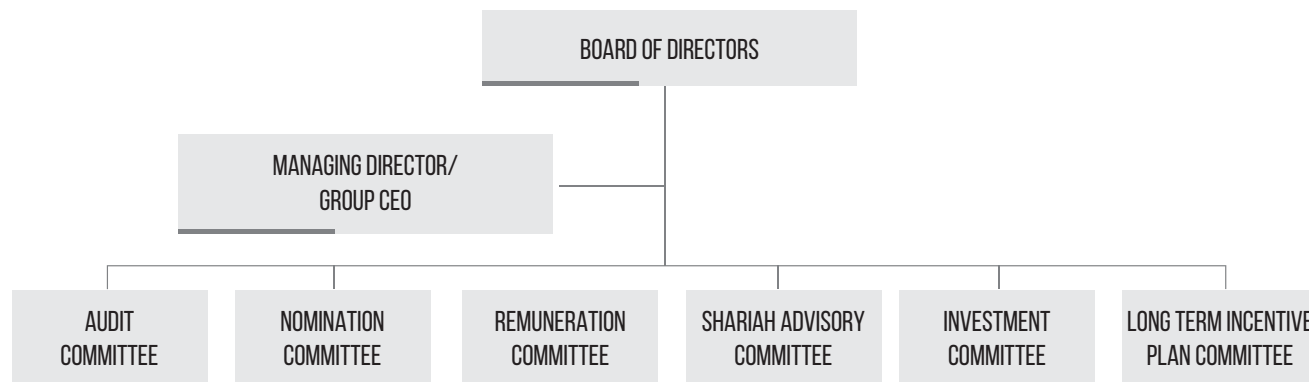 BOARD OF DIRECTORS
MANAGING DIRECTOR/
GROUP CEO
AUDIT
COMMITTEE
NOMINATION
COMMITTEE
REMUNERATION
COMMITTEE
SHARIAH ADVISORY
COMMITTEE
INVESTMENT
COMMITTEE
LONG TERM INCENTIVE
PLAN COMMITTEE